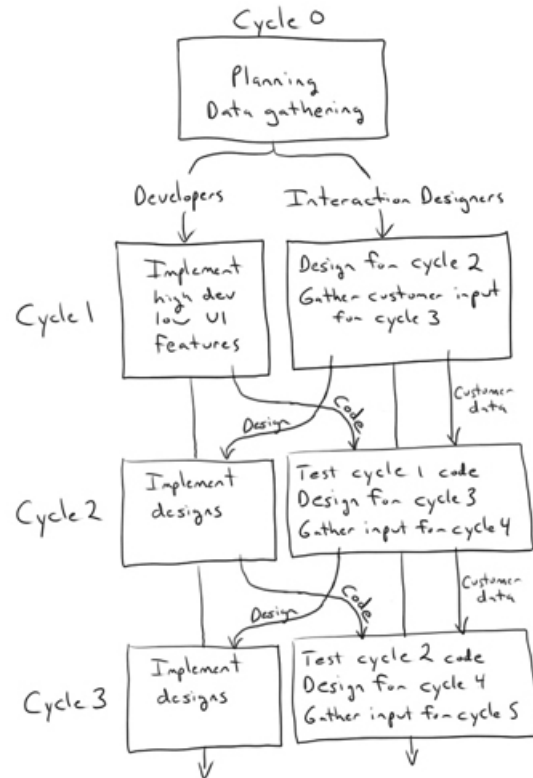 Cycle 0
Planning
Data gathering
Developers
Interaction Designers
Cycle 1
Implement
high dev
low UI
features
Design for cycle 2
Gather customer input
for cycle 3
Design
Code
Customer
data
Cycle 2
Implement
designs
Test cycle 1 code
Design for cycle 3
Gather input for cycle 4
Design
Code
Customer
data
Cycle 3
Implement
designs
Test cycle 2 code
Design for cycle 4
Gather input for cycle 5